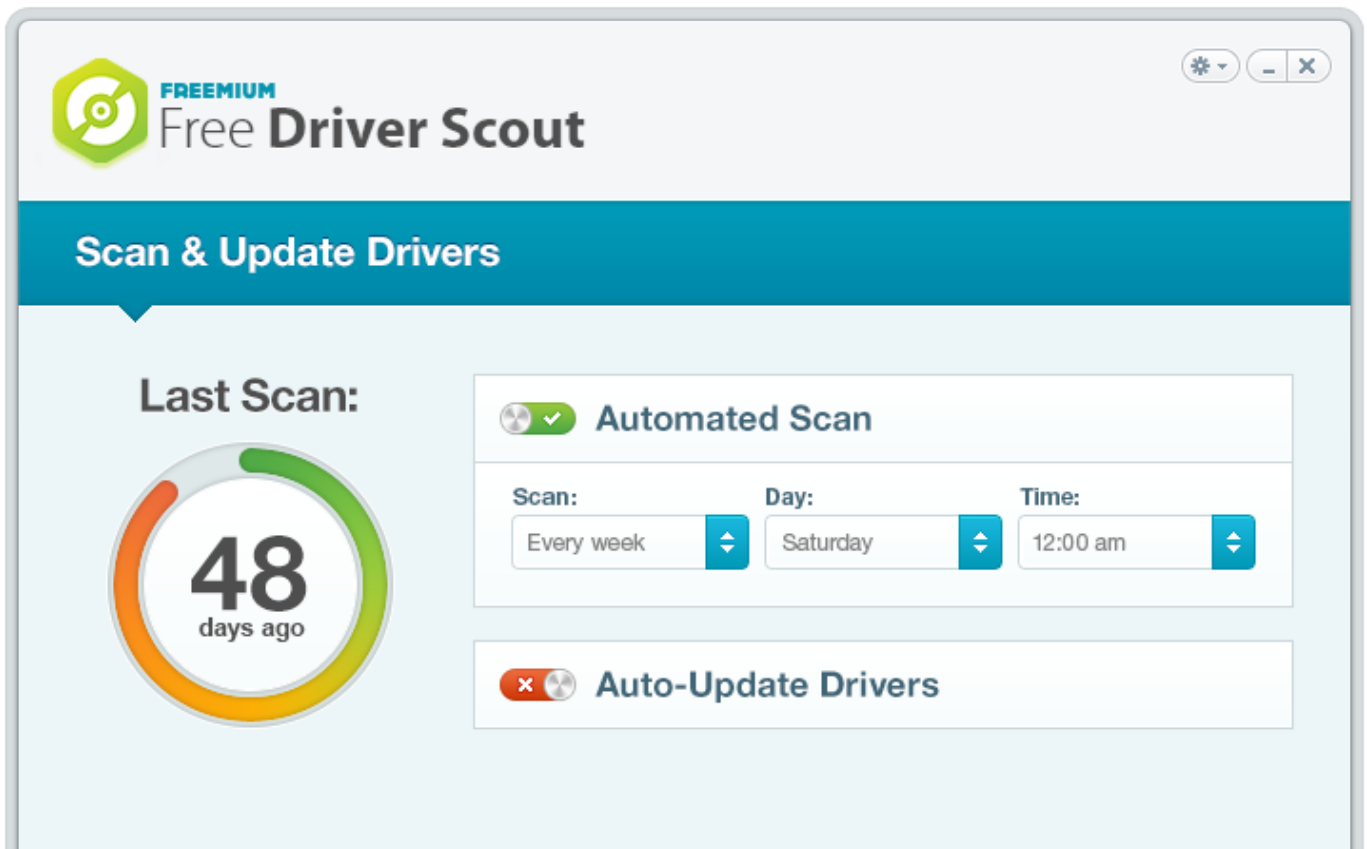 FREEMIUM
Free Driver Scout
Scan & Update Drivers
Last Scan:
48
days ago
Automated Scan
Scan: Day: Time:
Every week Saturday 12:00 am
Auto-Update Drivers